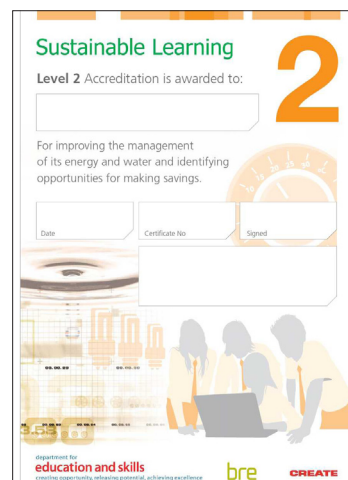 Sustainable Learning
2
Level 2 Accreditation is awarded to:
For improving the management
of its energy and water and identifying
opportunities for making savings.
Date
Certificate No
Signed
department for
education and skills
creating opportunity, releasing potential, achieving excellence
bre
CREATE